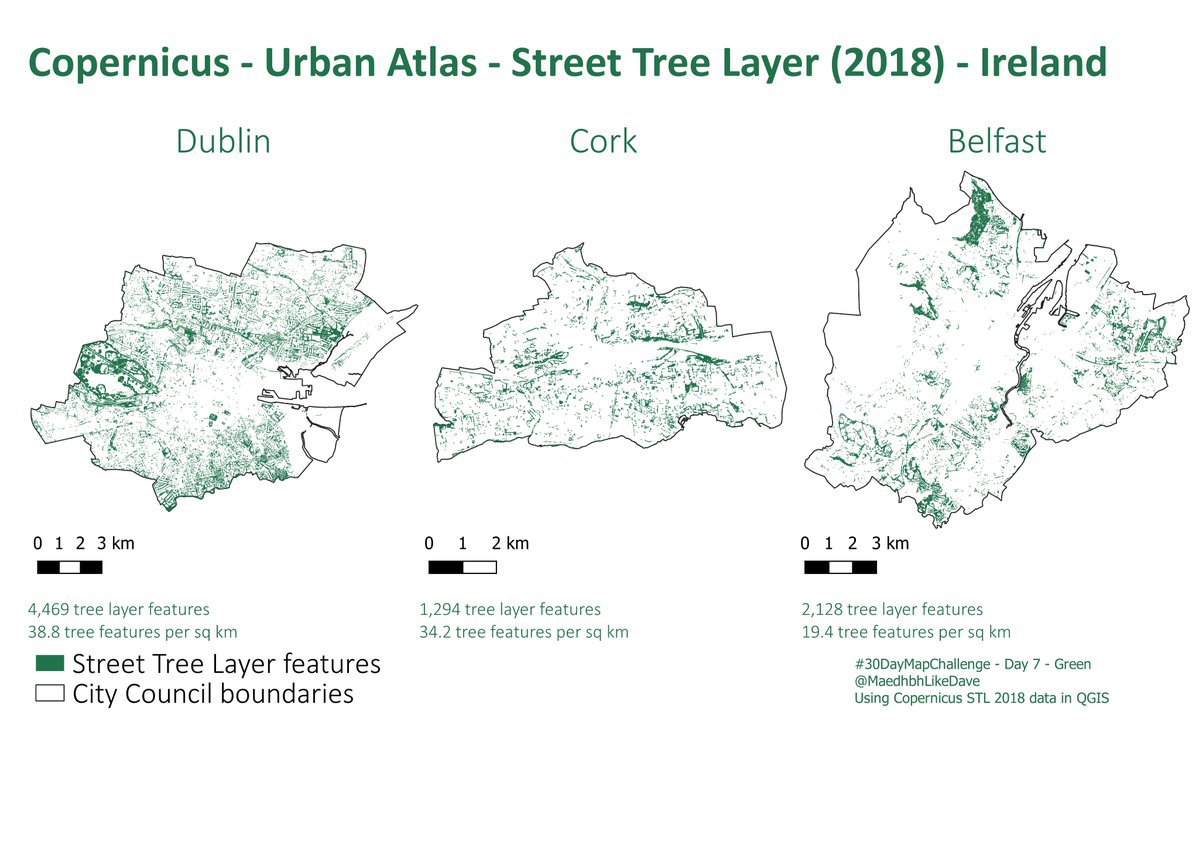 Copernicus - Urban Atlas - Street Tree Layer (2018) - Ireland
Dublin
Cork
Belfast
0 1 2 3 km
0 1 2 km
0 1 2 3 km
4,469 tree layer features
38.8 tree features per sq km
1,294 tree layer features
34.2 tree features per sq km
2,128 tree layer features
19.4 tree features per sq km
Street Tree Layer features
City Council boundaries
#30DayMapChallenge - Day 7 - Green
@MaedhbhLikeDave
Using Copernicus STL 2018 data in QGIS